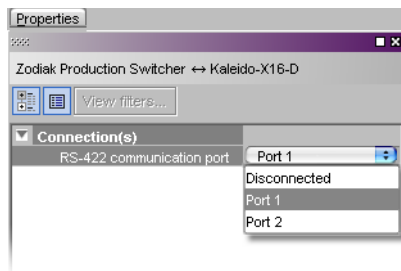 Properties
Zodiak Production Switcher ↔ Kaleido-X16-D
View filters...
Connection(s)
RS-422 communication port Port 1
Disconnected
Port 1
Port 2